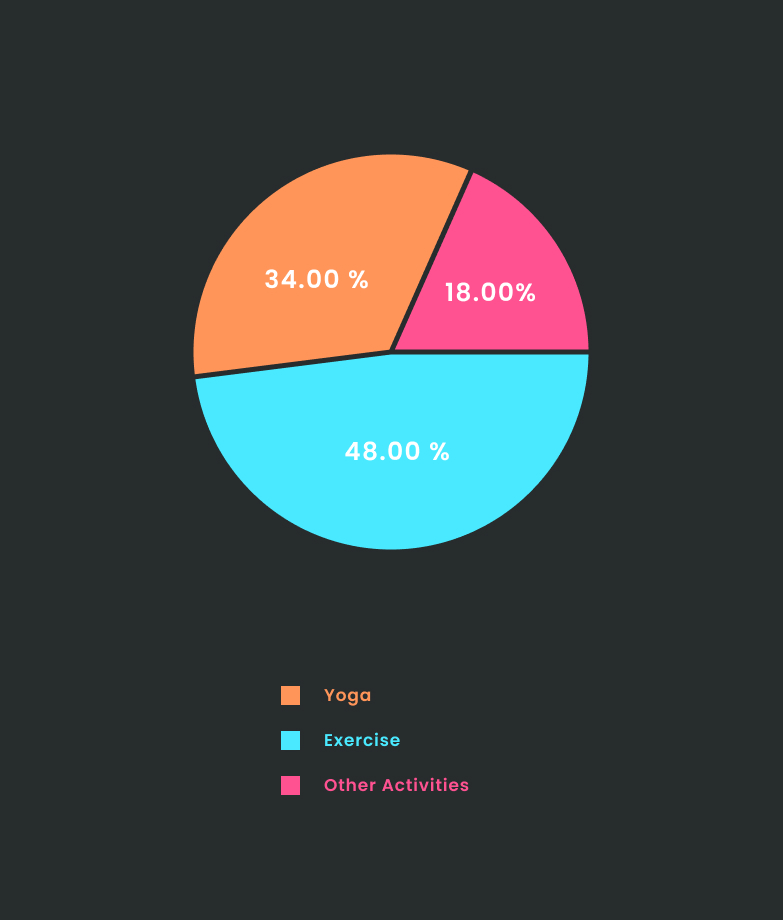 34.00 %
18.00%
48.00 %
Yoga
Exercise
Other Activities